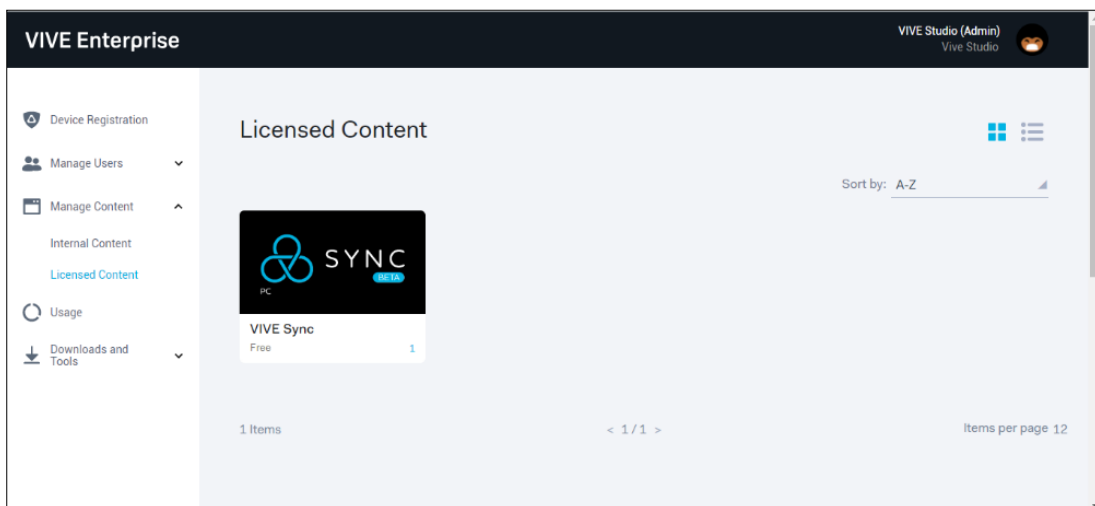 VIVE Enterprise
VIVE Studio (Admin)
Vive Studio
Device Registration
Manage Users
Manage Content
Internal Content
Licensed Content
Usage
Downloads and
Tools
Licensed Content
Sort by: A-Z
SYNC
BETA
PC
VIVE Sync
Free 1
1 Items < 1 / 1 > Items per page 12